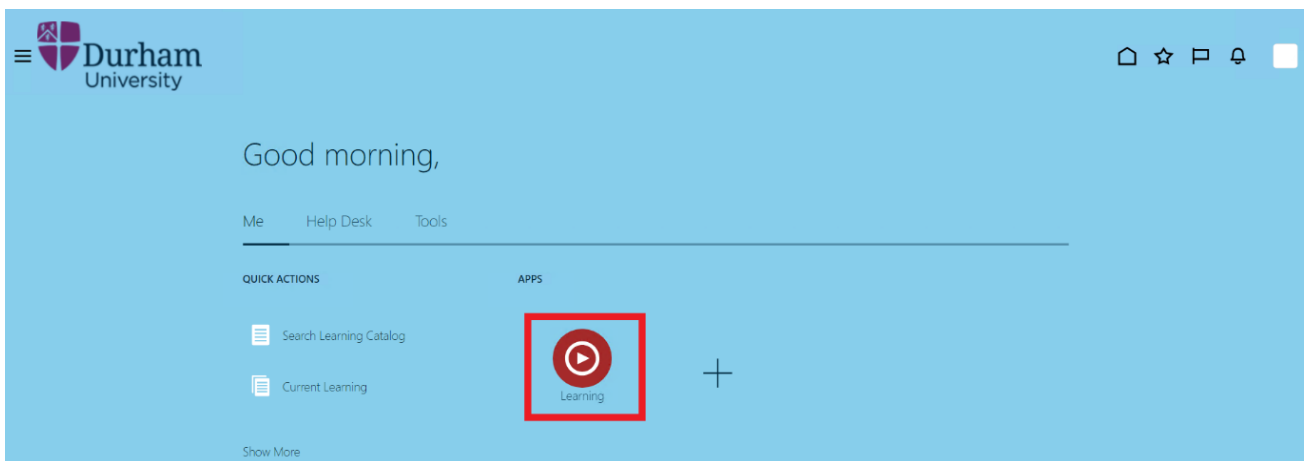 Durham
University
Good morning,
Me Help Desk Tools
QUICK ACTIONS
APPS
Search Learning Catalog
Current Learning
Show More
Learning